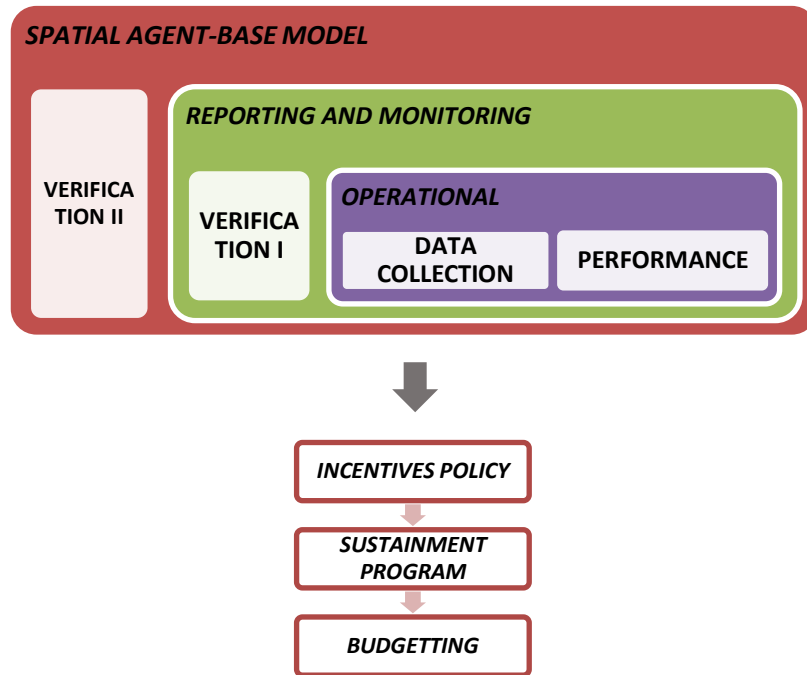 SPATIAL AGENT-BASE MODEL
REPORTING AND MONITORING
VERIFICA
TION II
VERIFICA
TION I
OPERATIONAL
DATA
COLLECTION
PERFORMANCE
INCENTIVES POLICY
SUSTAINMENT
PROGRAM
BUDGETTING